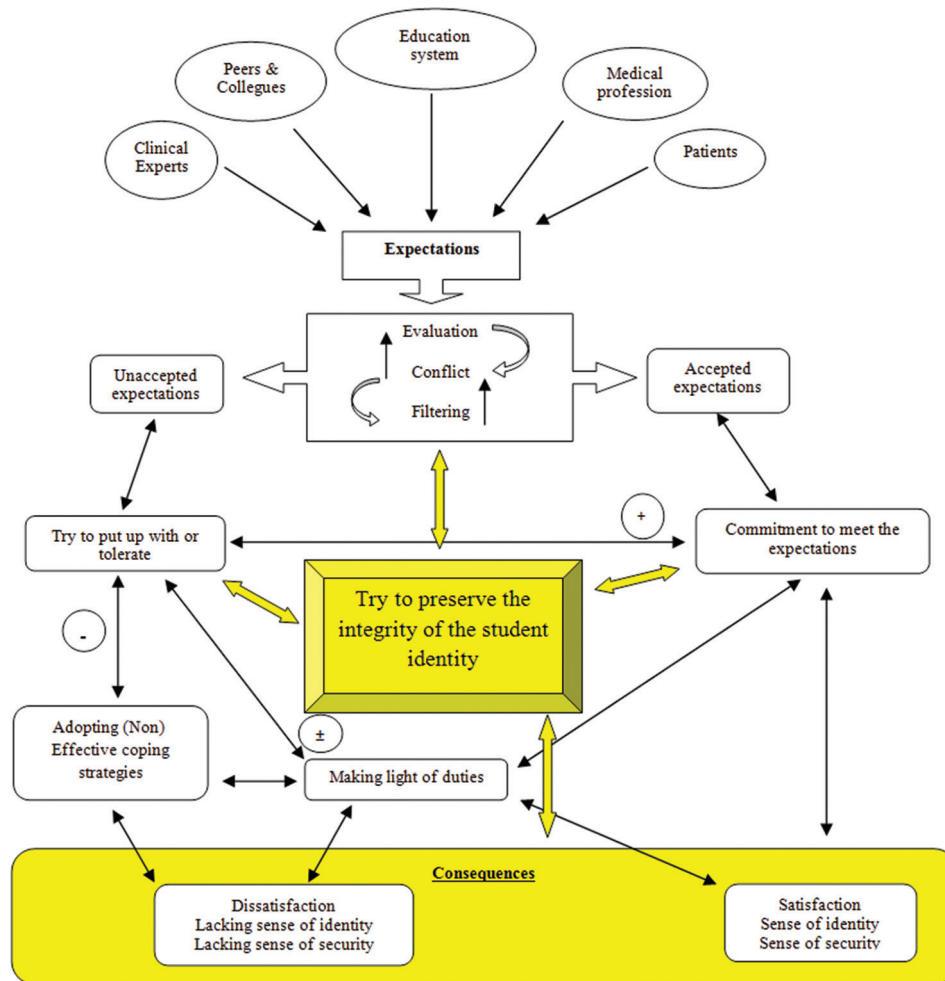 Education
system
Peers &
Collegues
Medical
profession
Clinical
Experts
Patients
Expectations
Evaluation
Conflict
Filtering
Unaccepted
expectations
Accepted
expectations
+
Try to put up with or
tolerate
Commitment to meet the
expectations
Try to preserve the
integrity of the student
identity
-
Adopting (Non)
Effective coping
strategies
±
Making light of duties
Consequences
Dissatisfaction
Lacking sense of identity
Lacking sense of security
Satisfaction
Sense of identity
Sense of security